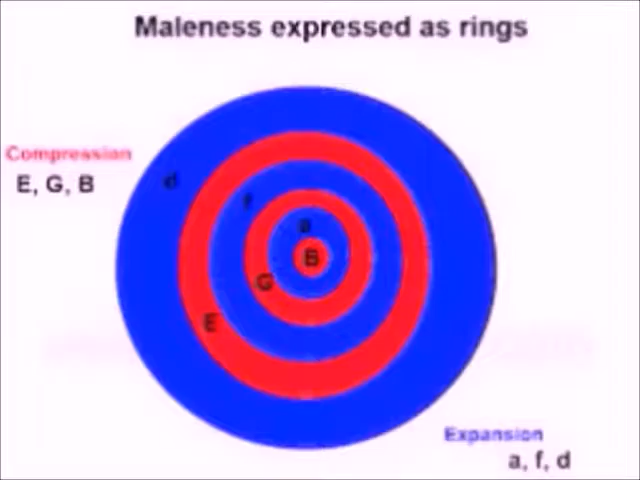 Maleness expressed as rings
Compression
E, G, B
d
f
a
B
G
E
Expansion
a, f, d